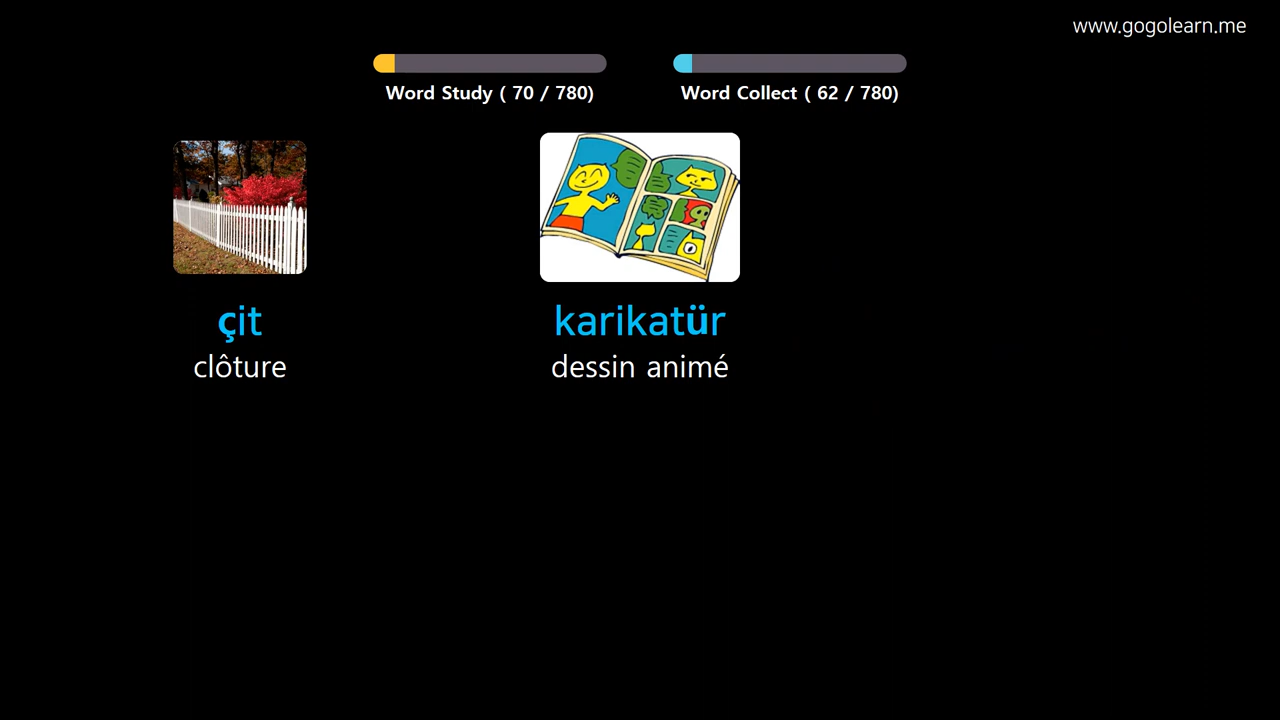 www.gogolearn.me
Word Study ( 70 / 780)
Word Collect ( 62 / 780)
çit
clôture
karikatür
dessin animé